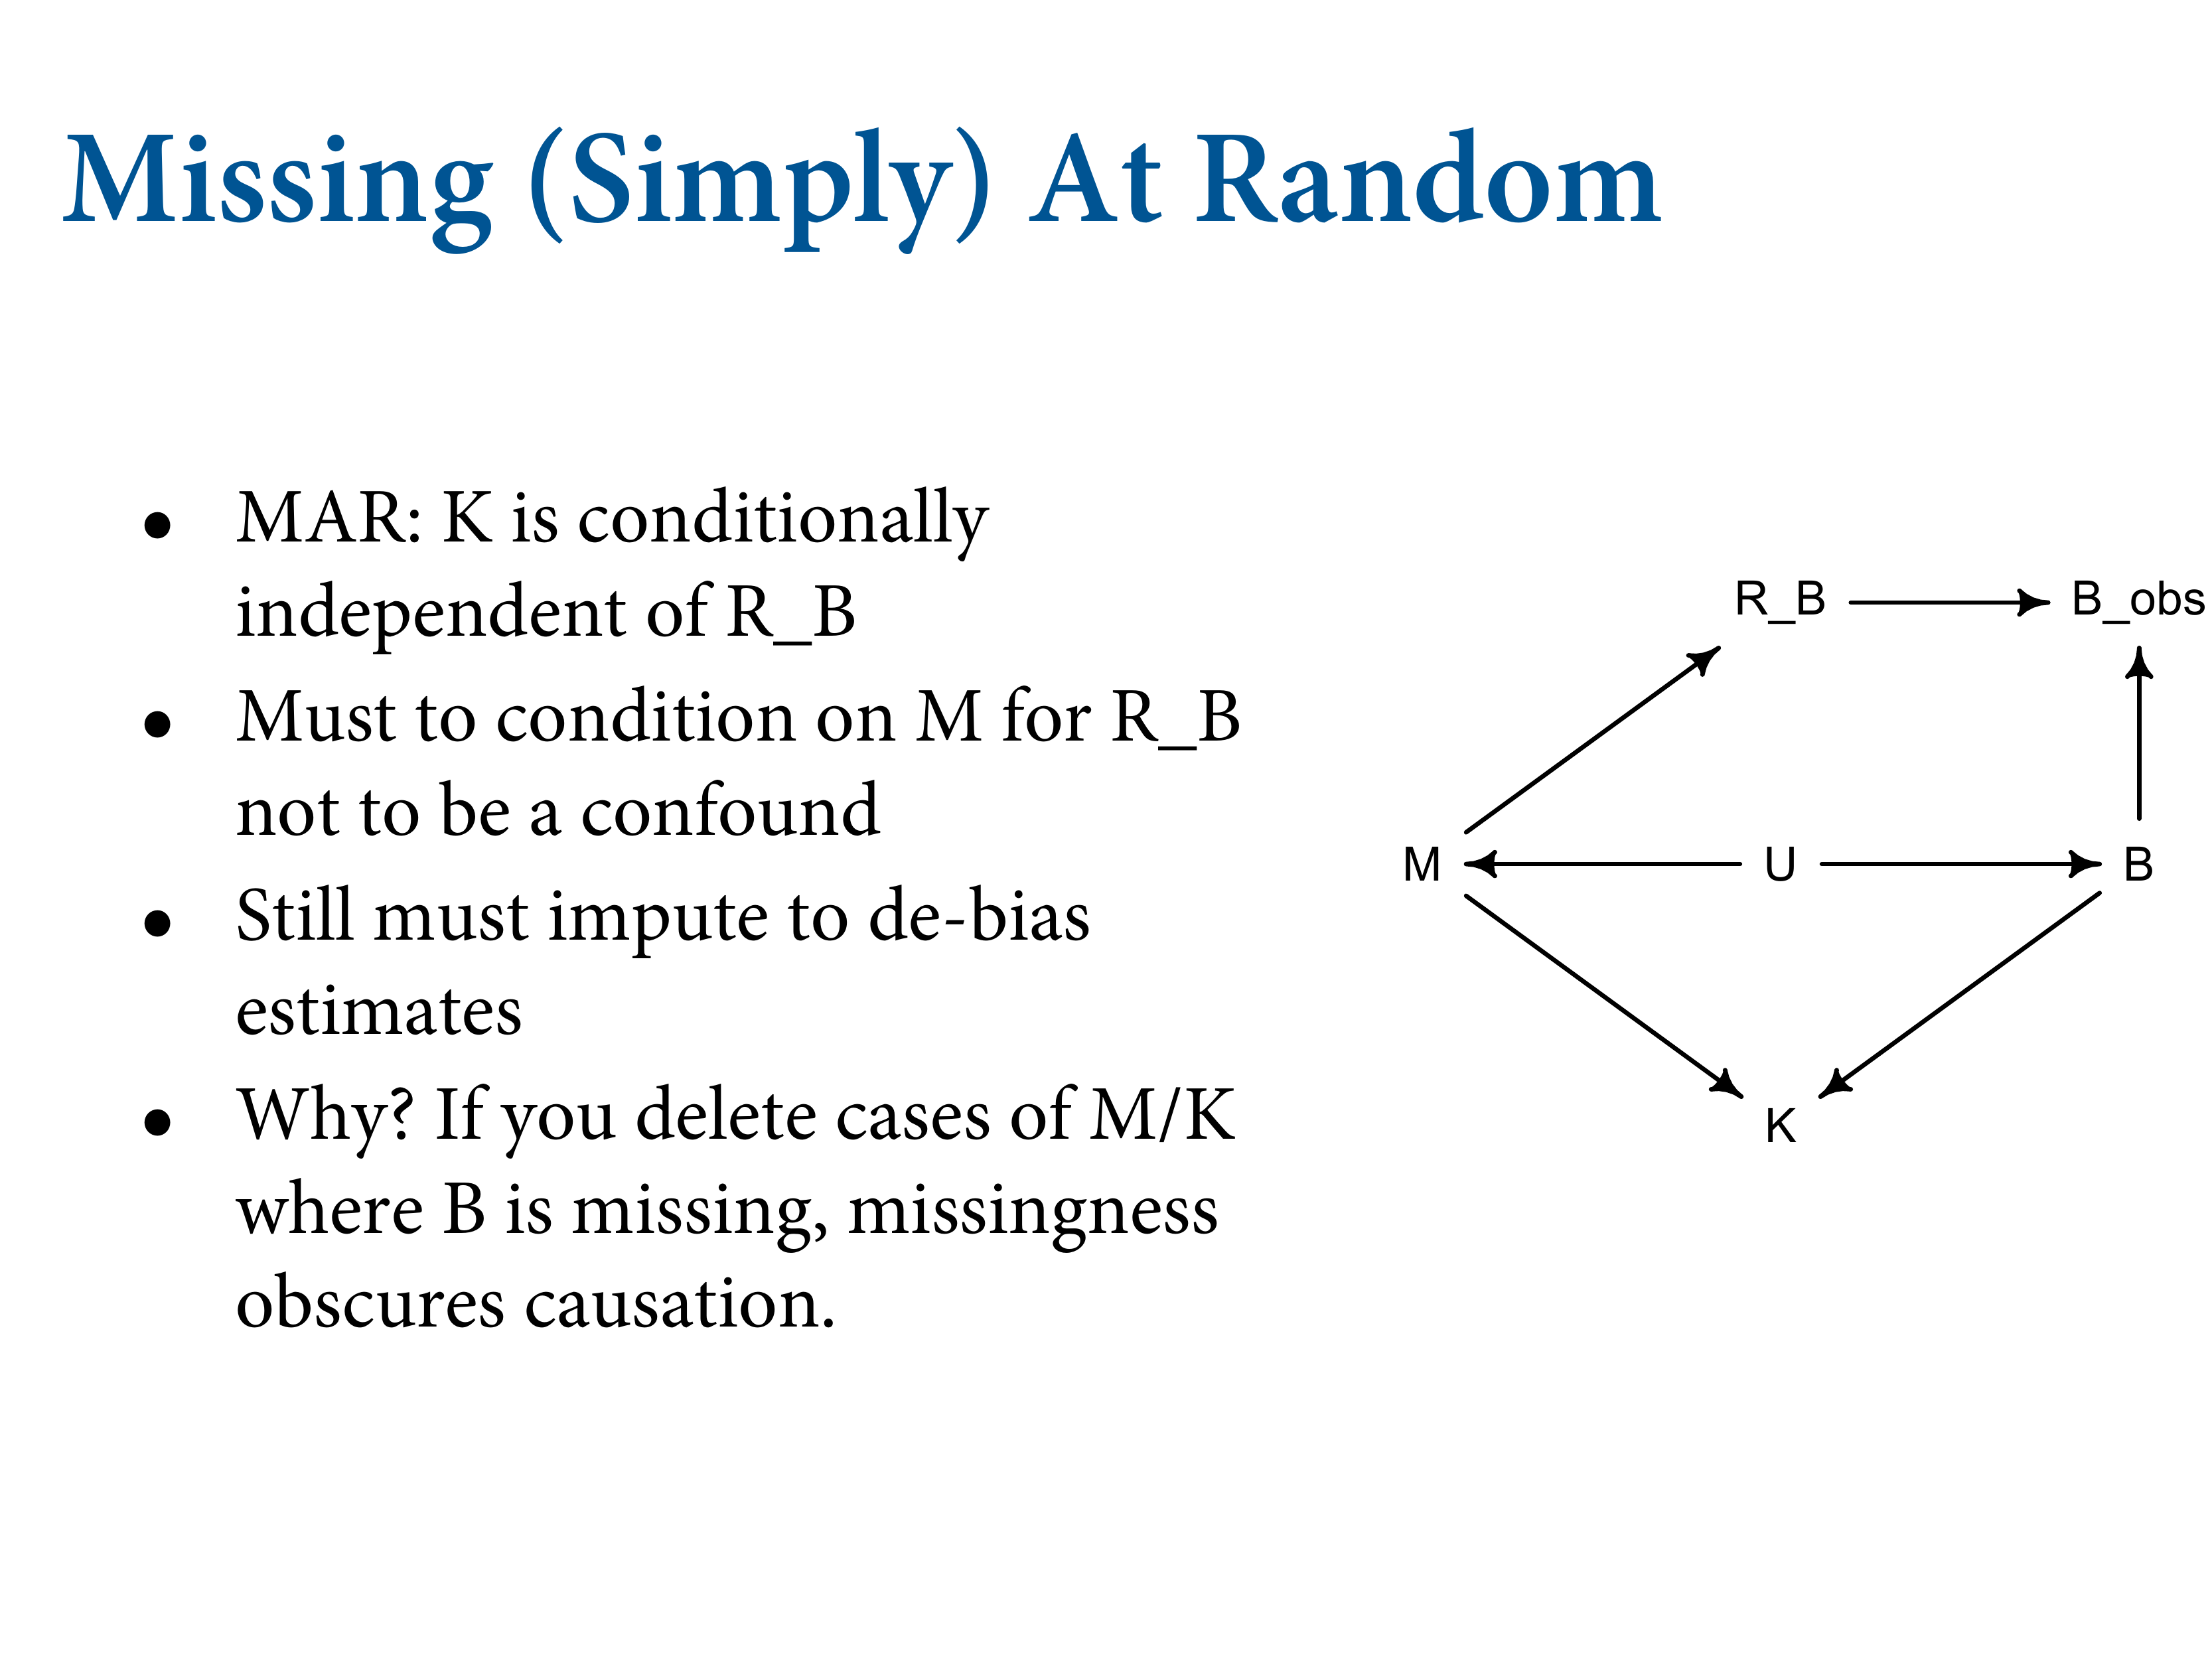 Missing (Simply) At Random
• MAR: K is conditionally
independent of R_B
• Must to condition on M for R_B
not to be a confound
• Still must impute to de-bias
estimates
• Why? If you delete cases of M/K
where B is missing, missingness
obscures causation.
R_B
B_obs
M
U
B
K